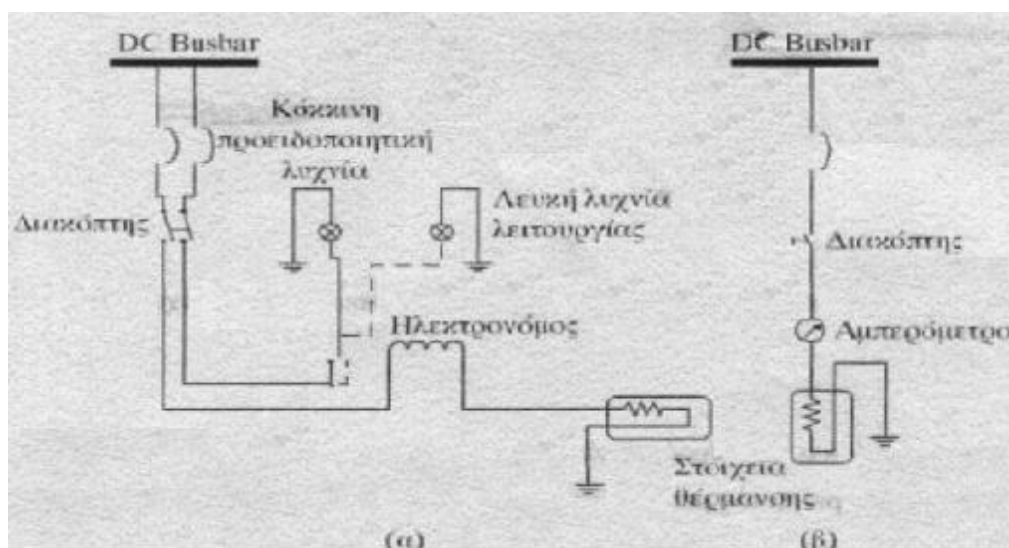 DC Busbar
DC Busbar
Κόκκινη
προειδοποιητική
λυχνία
Λευκή λυχνία
λειτουργίας
Διακόπτης
Διακόπτης
Ηλεκτρονόμος
Αμπερόμετρο
Στοιχεία
θέρμανσης
(α)
(β)